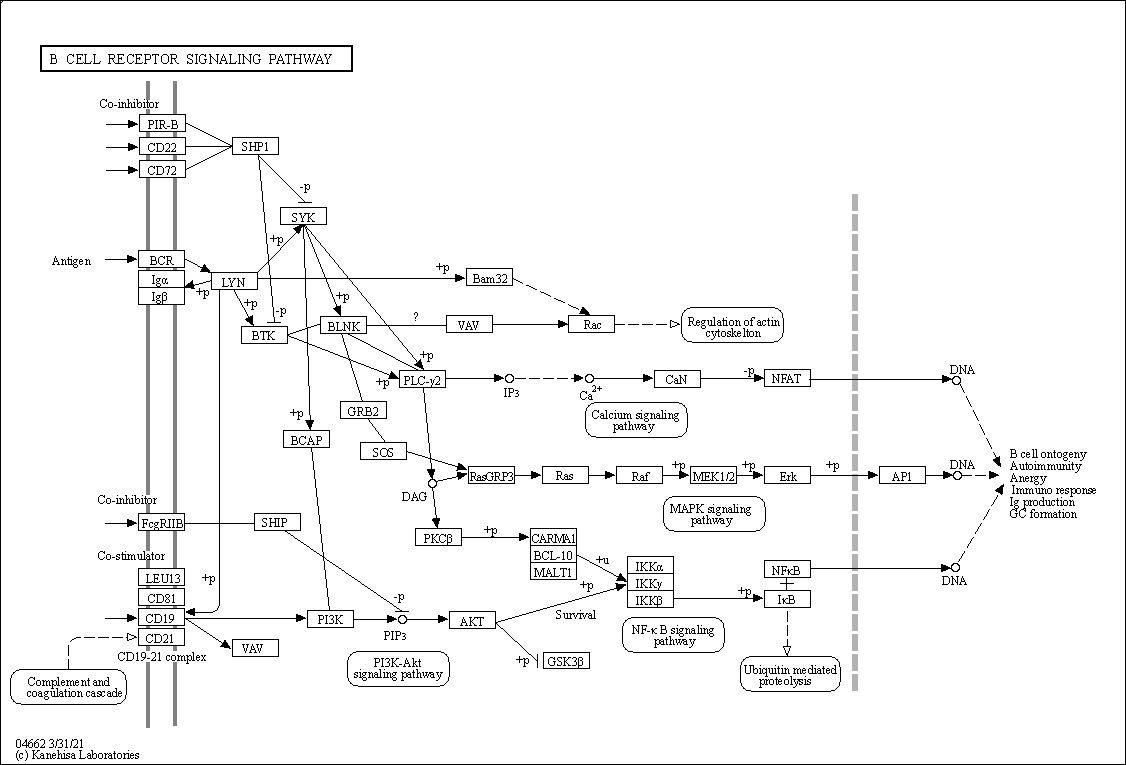 B CELL RECEPTOR SIGNALING PATHWAY
Co-inhibitor
PIR-B
CD22
CD72
SHP1
-p
SYK
+p
Antigen
BCR
Igα
Igβ
+p
LYN
+p
Bam32
+p
-p
+p
BTK
BLNK
?
VAV
Rac
Regulation of actin
cytoskelton
+p
+p
PLC-γ2
IP3
Ca2+
CaN
-p
NFAT
DNA
Calcium signaling
pathway
GRB2
+p
BCAP
SOS
RasGRP3
Ras
Raf
+p
MEK1/2
+p
Erk
+p
AP1
DNA
B cell ontogeny
Autoimmunity
Anergy
Immuno response
Ig production
GC formation
DAG
MAPK signaling
pathway
Co-inhibitor
FcgRIIB
SHIP
PKCβ
+p
CARMA1
BCL-10
MALT1
+u
+p
IKKα
IKKγ
IKKβ
+p
NFκB
IκB
DNA
Co-stimulator
LEU13
CD81
CD19
CD21
+p
CD19-21 complex
VAV
PI3K
-p
PIP3
AKT
Survival
+p
GSK3β
NF-κ B signaling
pathway
PI3K-Akt
signaling pathway
Ubiquitin mediated
proteolysis
Complement and
coagulation cascade
04662 3/31/21
(c) Kanehisa Laboratories